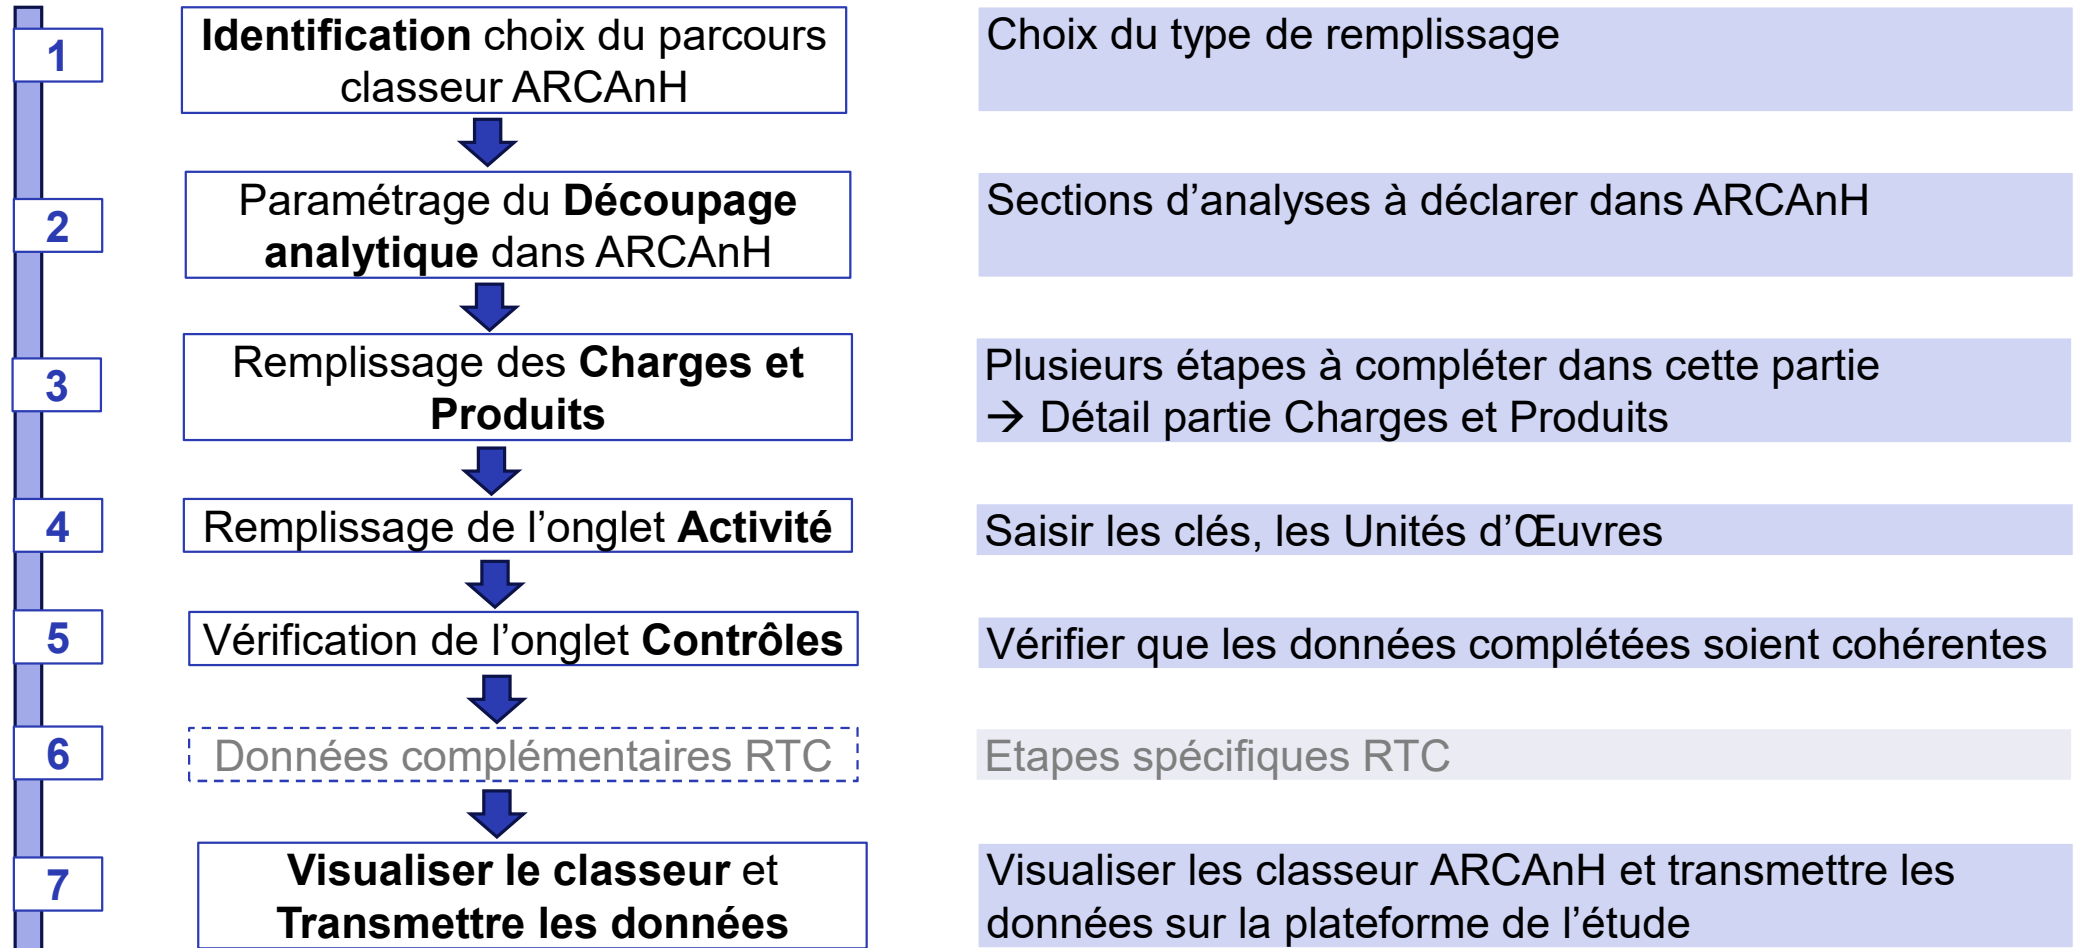 1
Identification choix du parcours
classeur ARCAnH
Choix du type de remplissage
2
Paramétrage du Découpage
analytique dans ARCAnH
Sections d’analyses à déclarer dans ARCAnH
3
Remplissage des Charges et
Produits
Plusieurs étapes à compléter dans cette partie
→ Détail partie Charges et Produits
4
Remplissage de l’onglet Activité
Saisir les clés, les Unités d’Œuvres
5
Vérification de l’onglet Contrôles
Vérifier que les données complétées soient cohérentes
6
Données complémentaires RTC
Etapes spécifiques RTC
7
Visualiser le classeur et
Transmettre les données
Visualiser les classeur ARCAnH et transmettre les
données sur la plateforme de l’étude